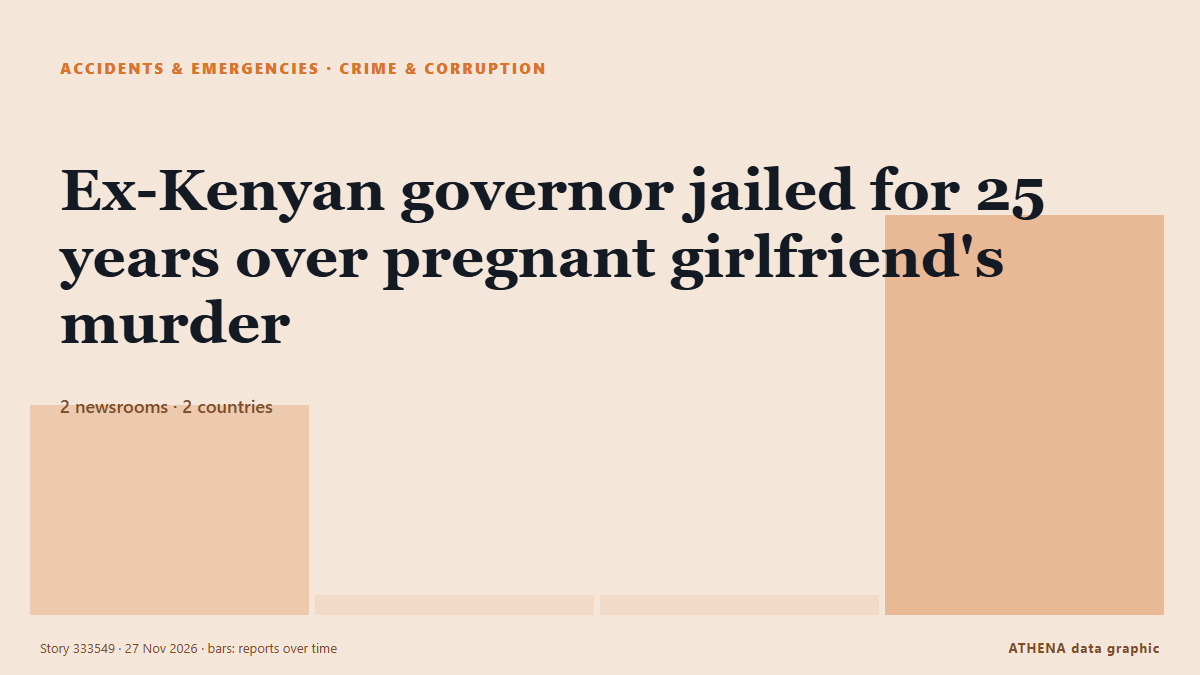 ACCIDENTS & EMERGENCIES · CRIME & CORRUPTION
Ex-Kenyan governor jailed for 25
years over pregnant girlfriend's
murder
2 newsrooms · 2 countries
Story 333549 · 27 Nov 2026 · bars: reports over time
ATHENA data graphic